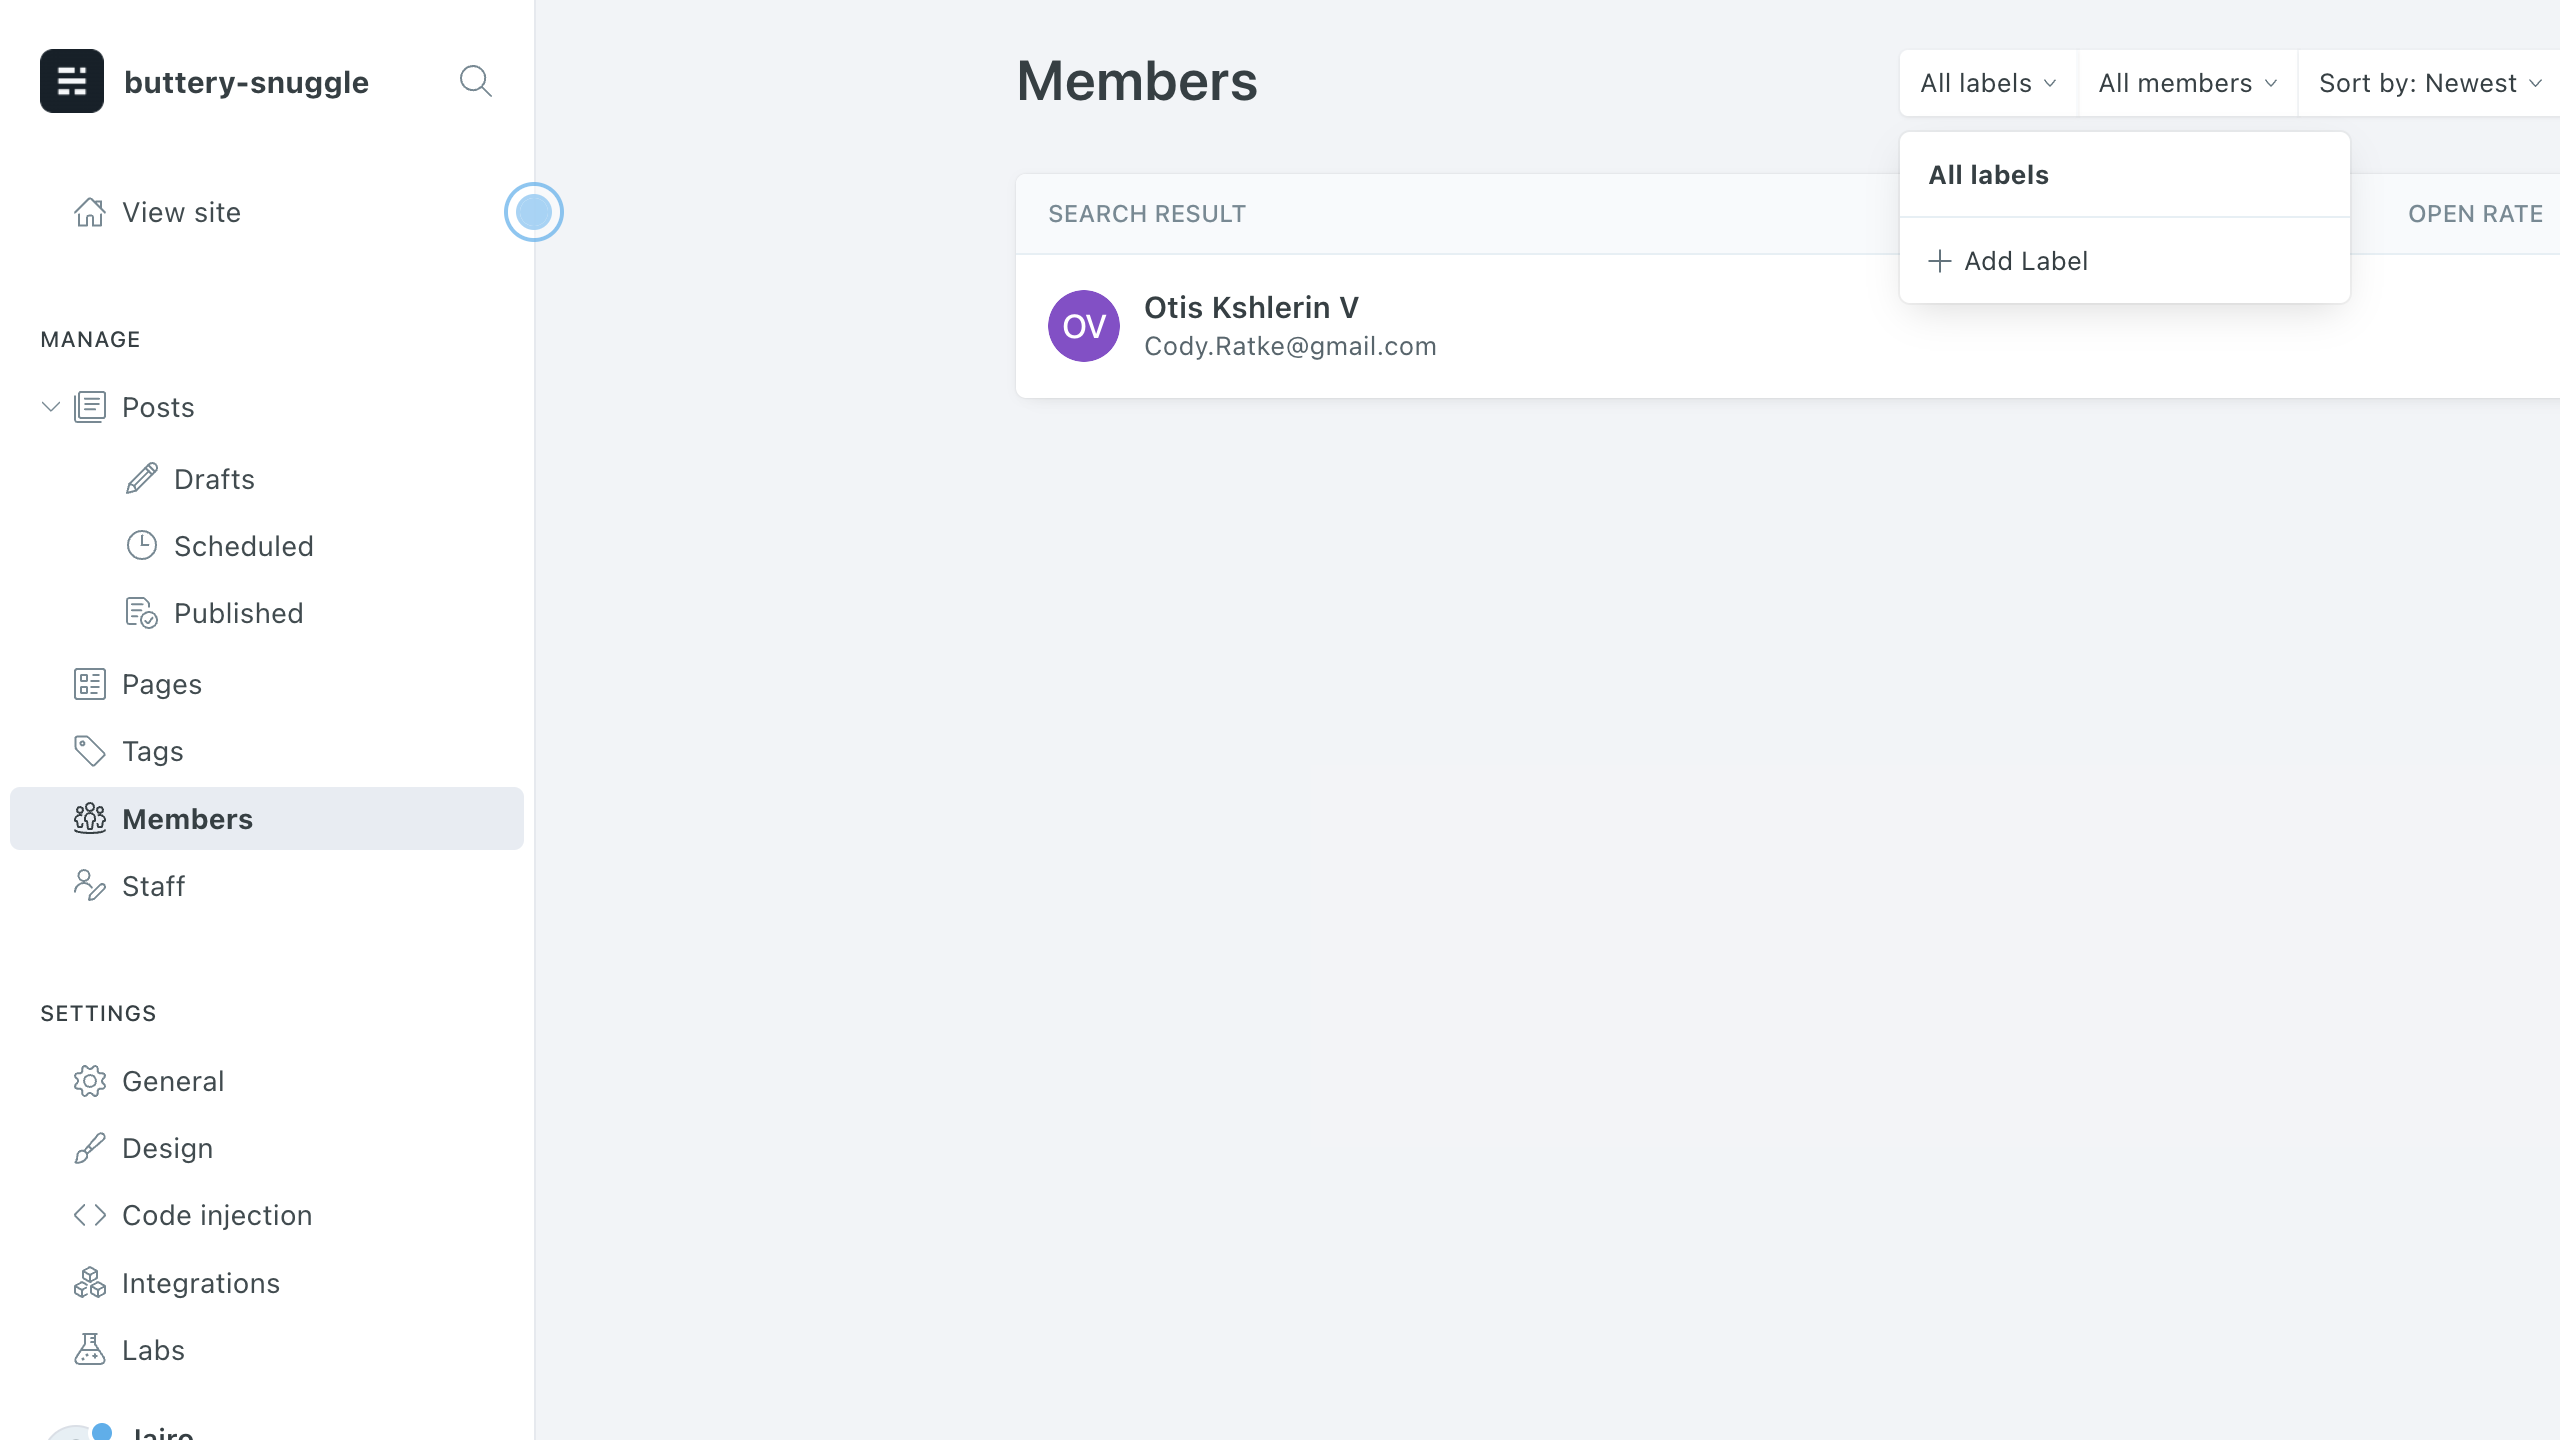 buttery-snuggle
View site
MANAGE
Posts
Drafts
Scheduled
Published
Pages
Tags
Members
Staff
SETTINGS
General
Design
Code injection
Integrations
Labs
Jairo
Members
All labels
All members
Sort by: Newest
All labels
Add Label
SEARCH RESULT
OPEN RATE
OV
Otis Kshlerin V
Cody.Ratke@gmail.com